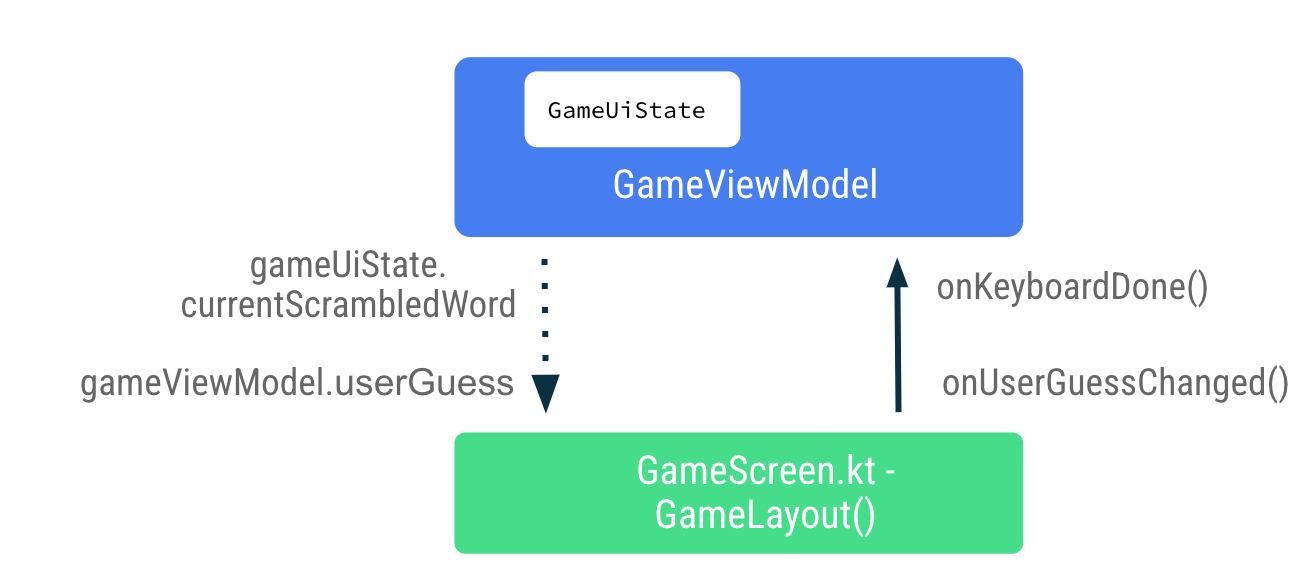 GameUiState
GameViewModel
gameUiState.
currentScrambledWord
gameViewModel.userGuess
onKeyboardDone()
onUserGuessChanged()
GameScreen.kt -
GameLayout()